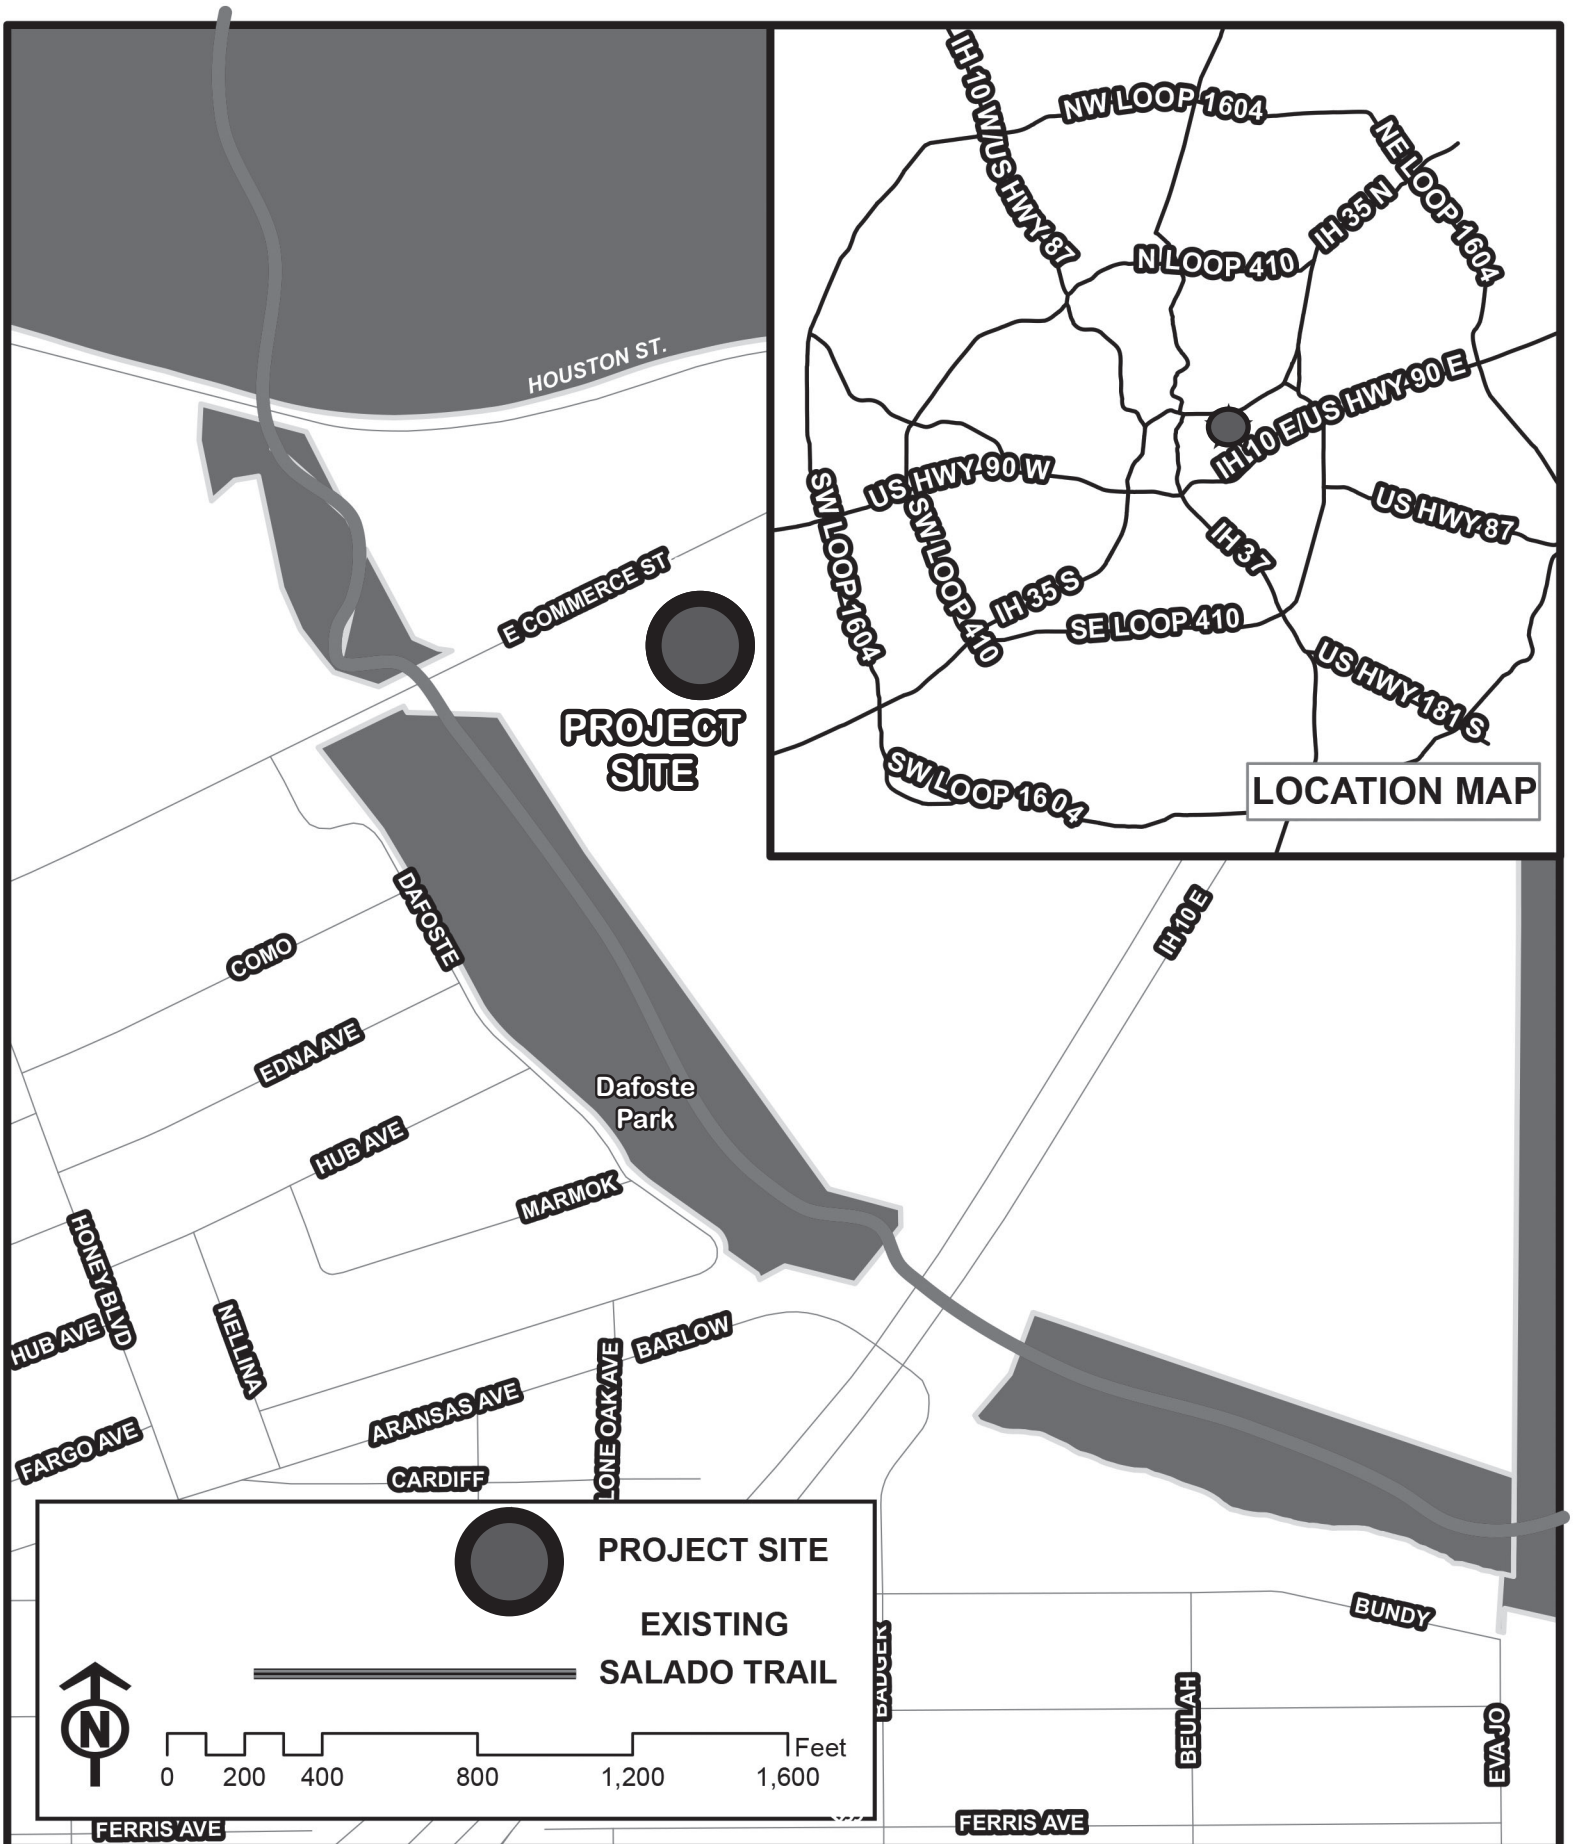 IH 10 W/US HWY 87
NW LOOP 1604
NE LOOP 1604
IH 35 N
N LOOP 410
IH 10 E/US HWY 90 E
US HWY 90 W
SW LOOP 1604
SW LOOP 410
US HWY 87
IH 37
IH 35 S
SE LOOP 410
US HWY 181 S
SW LOOP 1604
LOCATION MAP
HOUSTON ST.
E COMMERCE ST
PROJECT
SITE
DAFOSTE
COMO
IH 10 E
EDNA AVE
Dafoste
Park
HUB AVE
MARMOK
HONEY BLVD
HUB AVE
NELLINA
BARLOW
LONE OAK AVE
ARANSAS AVE
FARGO AVE
CARDIFF
PROJECT SITE
EXISTING
SALADO TRAIL
N
Feet
0 200 400 800 1,200 1,600
BUNDY
BADGER
BEULAH
EVA JO
FERRIS AVE
FERRIS AVE